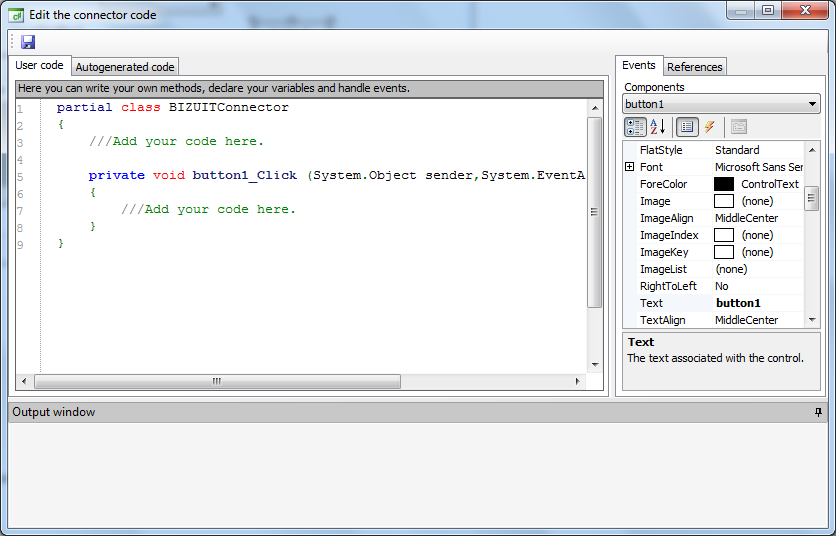 Edit the connector code
User code
Autogenerated code
Here you can write your own methods, declare your variables and handle events.
1 partial class BIZUITConnector
2 {
3 ///Add your code here.
4
5 private void button1_Click (System.Object sender,System.EventA
6 {
7 ///Add your code here.
8 }
9 }
Events
References
Components
button1
FlatStyle Standard
Font Microsoft Sans Ser
ForeColor ControlText
Image (none)
ImageAlign MiddleCenter
ImageIndex (none)
ImageKey (none)
ImageList (none)
RightToLeft No
Text button1
TextAlign MiddleCenter
Text
The text associated with the control.
Output window